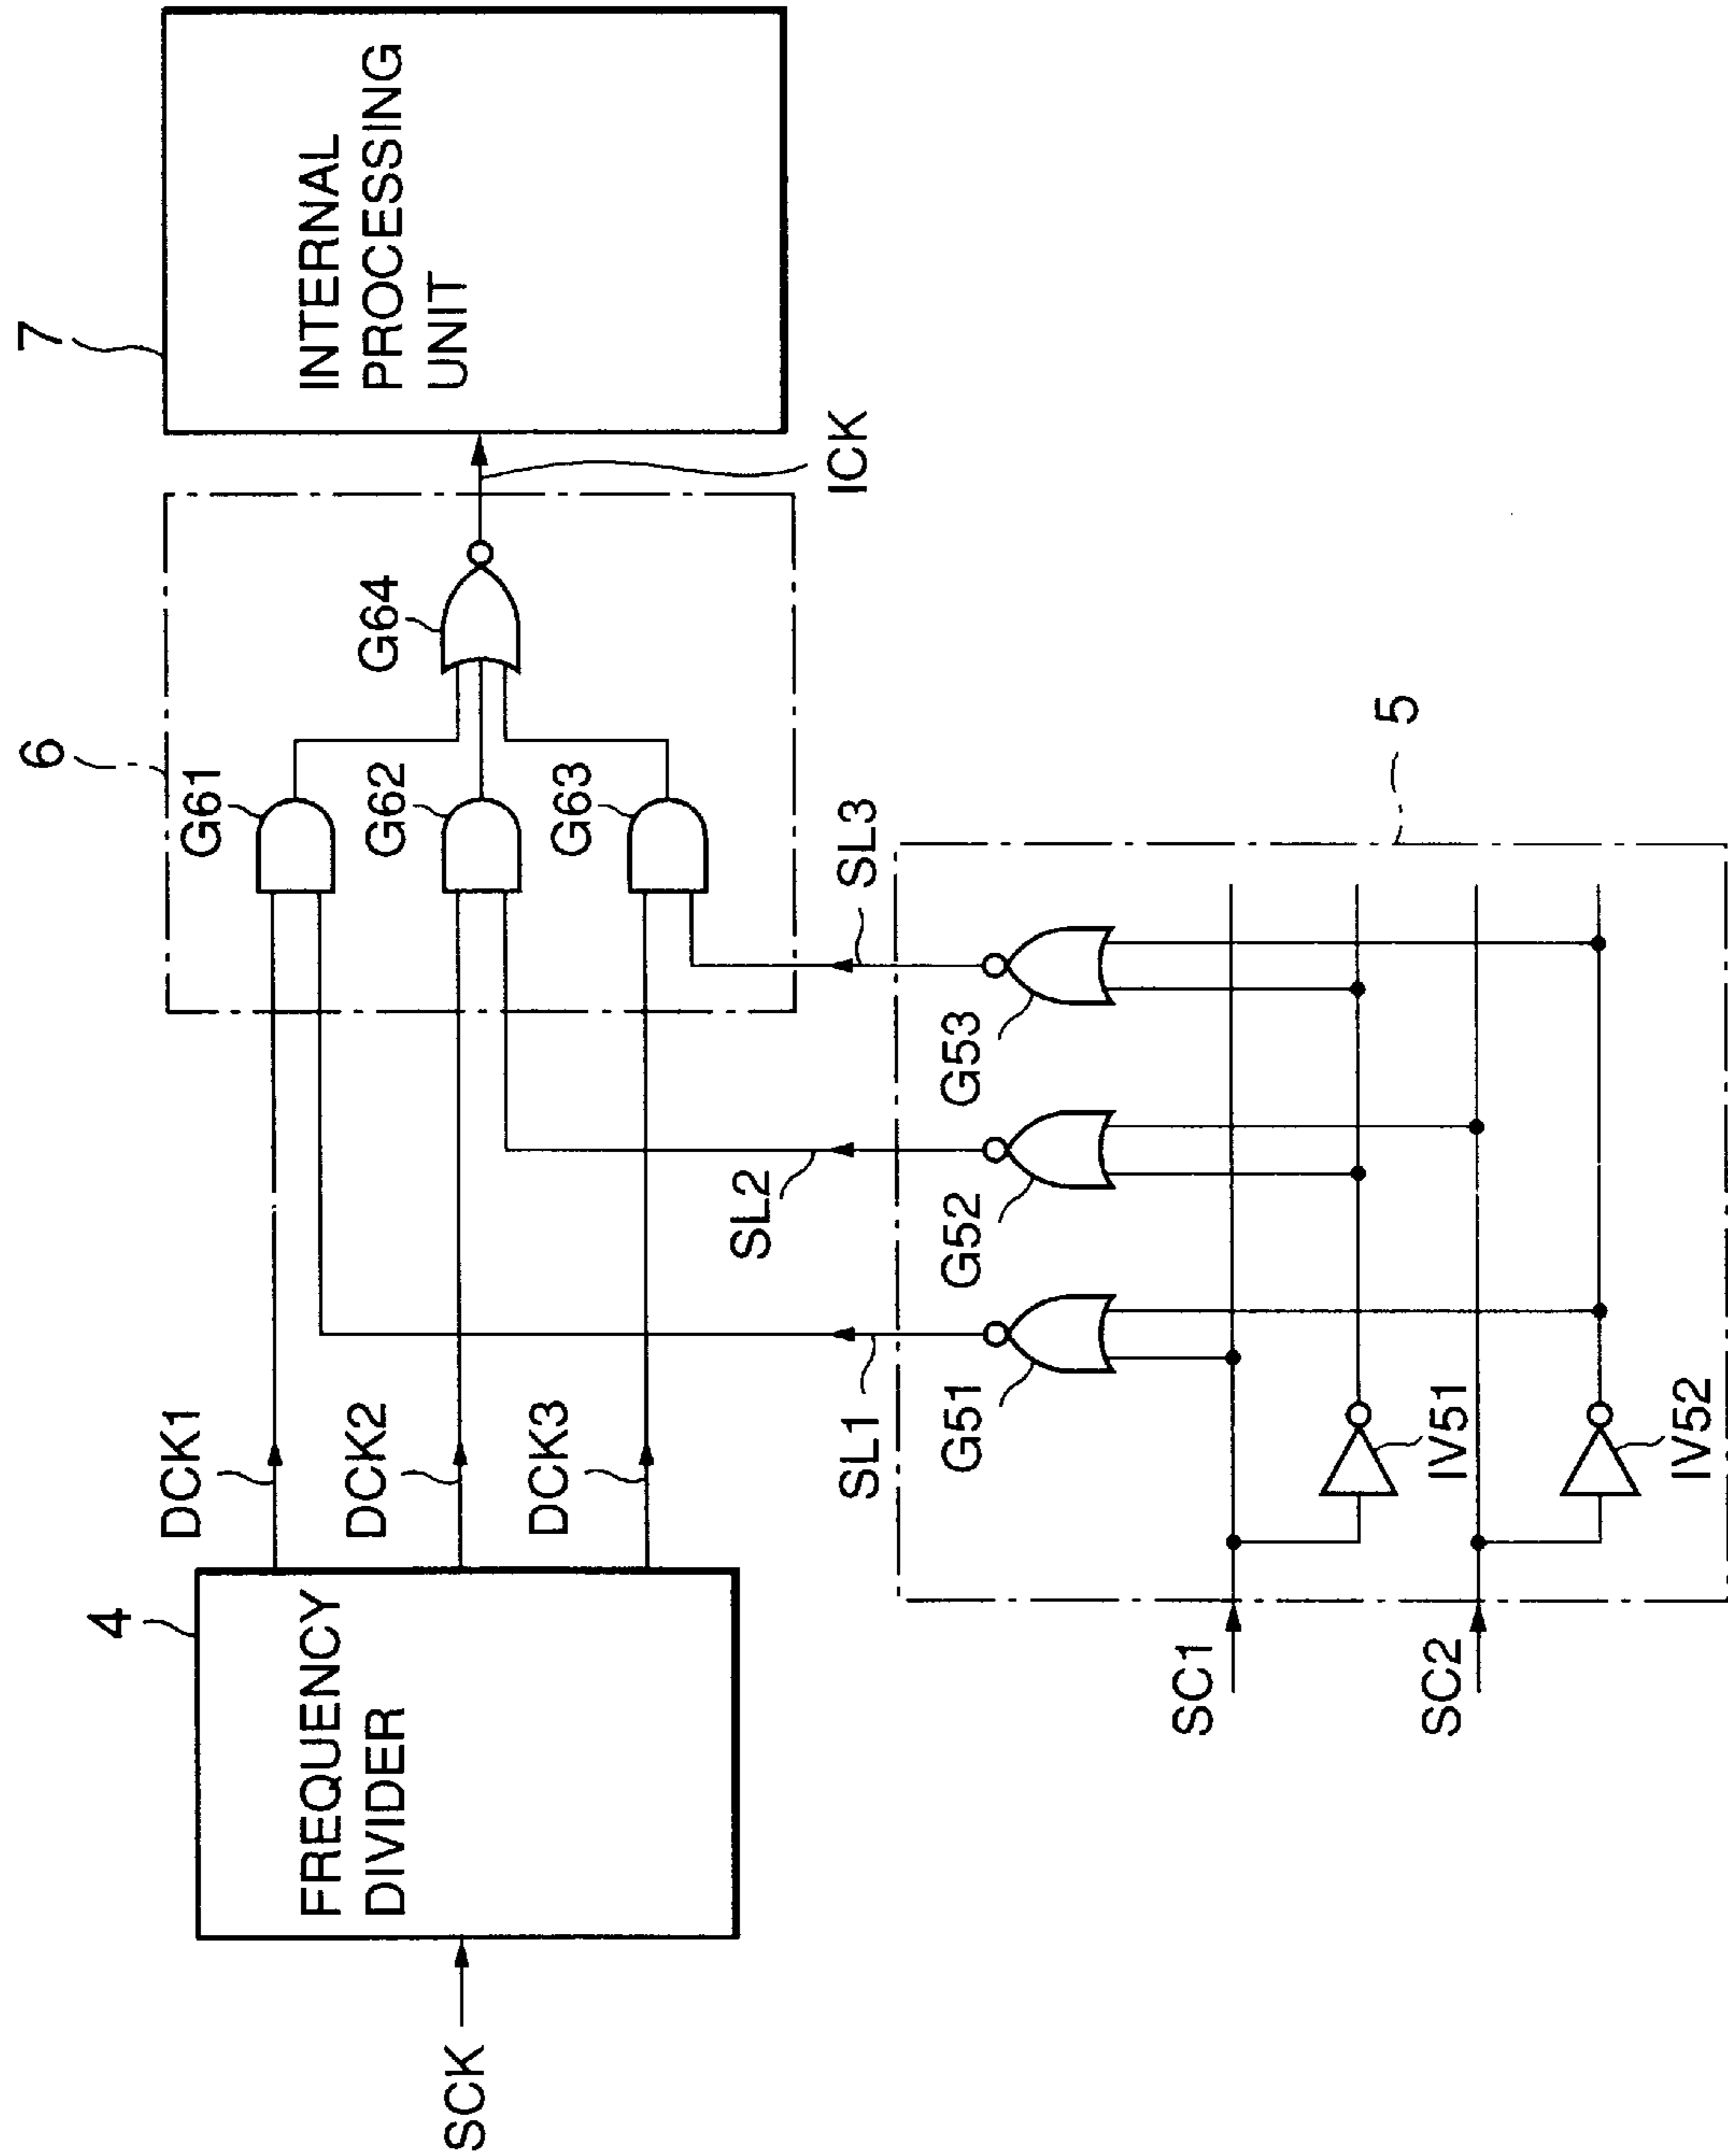 SCK
4
FREQUENCY
DIVIDER
DCK1
DCK2
DCK3
SL1
SL2
SL3
6
G61
G62
G63
G64
ICK
7
INTERNAL
PROCESSING
UNIT
SC1
SC2
G51
G52
G53
IV51
IV52
5